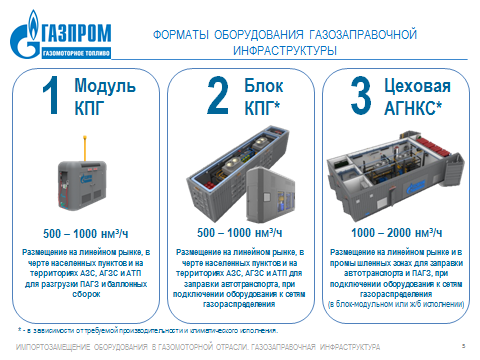 ГАЗПРОМ
ГАЗОМОТОРНОЕ ТОПЛИВО
ФОРМАТЫ ОБОРУДОВАНИЯ ГАЗОЗАПРАВОЧНОЙ
ИНФРАСТРУКТУРЫ
1 Модуль
КПГ
500 – 1000 нм³/ч
Размещение на линейном рынке, в
черте населенных пунктов и на
территориях АЗС, АГЗС и АТП
для разгрузки ПАГЗ и баллонных
сборок
2 Блок
КПГ*
500 – 1000 нм³/ч
Размещение на линейном рынке, в
черте населенных пунктов и на
территориях АЗС, АГЗС и АТП для
заправки автотранспорта, при
подключении оборудования к сетям
газораспределения
3 Цеховая
АГНКС*
1000 – 2000 нм³/ч
Размещение на линейном рынке и в
промышленных зонах для заправки
автотранспорта и ПАГЗ, при
подключении оборудования к сетям
газораспределения
(в блок-модульном или ж/б исполнении)
* - в зависимости от требуемой производительности и климатического исполнения.
ИМПОРТОЗАМЕЩЕНИЕ ОБОРУДОВАНИЯ В ГАЗОМОТОРНОЙ ОТРАСЛИ. ГАЗОЗАПРАВОЧНАЯ ИНФРАСТРУКТУРА